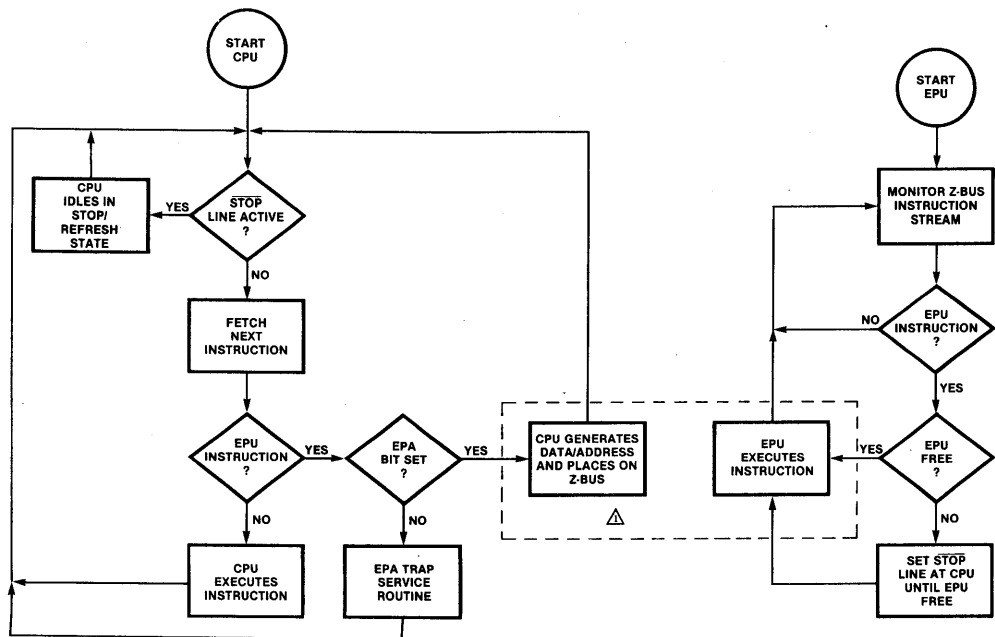 START
CPU
START
EPU
CPU
IDLES IN
STOP/
REFRESH
STATE
YES
STOP
LINE ACTIVE
?
NO
MONITOR Z-BUS
INSTRUCTION
STREAM
FETCH
NEXT
INSTRUCTION
NO
EPU
INSTRUCTION
?
YES
EPU
INSTRUCTION
?
YES
EPA
BIT SET
?
YES
CPU GENERATES
DATA/ADDRESS
AND PLACES ON
Z-BUS
EPU
EXECUTES
INSTRUCTION
YES
EPU
FREE
?
NO
NO
NO
CPU
EXECUTES
INSTRUCTION
EPA TRAP
SERVICE
ROUTINE
SET STOP
LINE AT CPU
UNTIL EPU
FREE